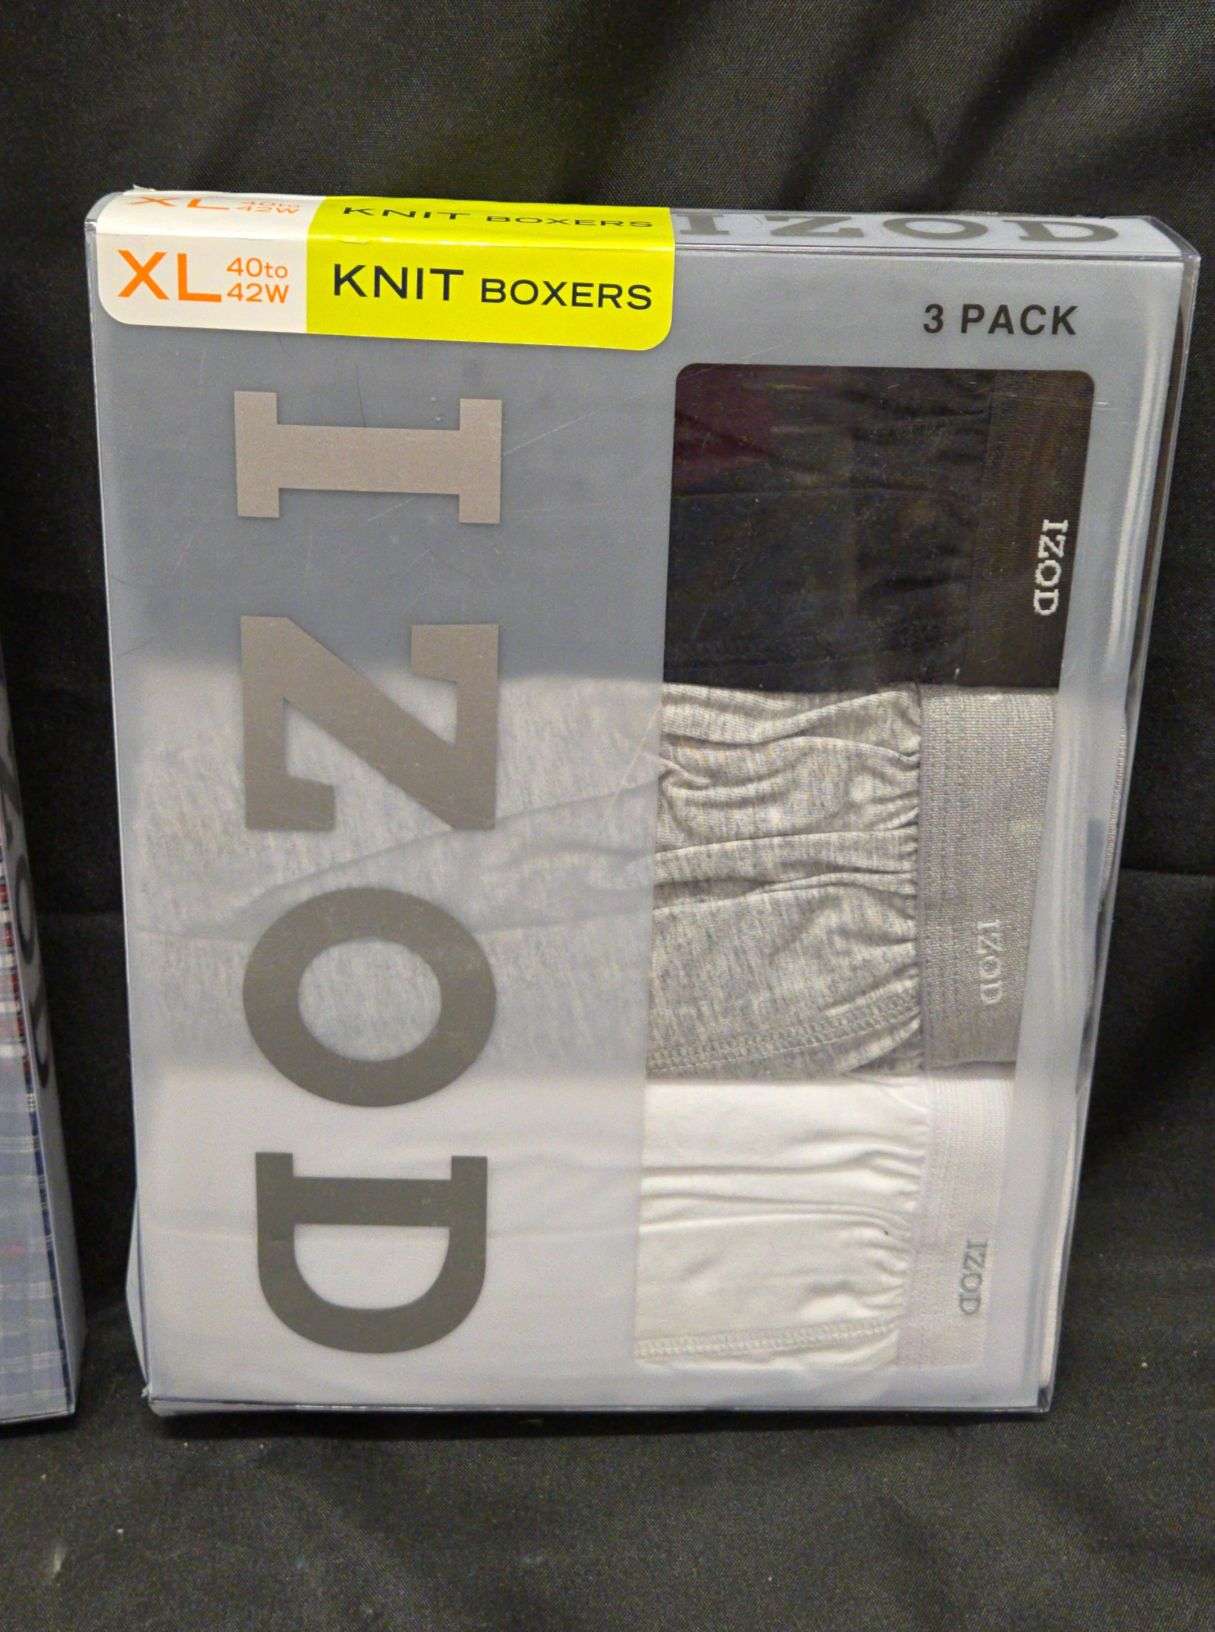 XL 40to 42W KNIT BOXERS IZOD
XL 40to 42W KNIT BOXERS
3 PACK
IZOD
IZOD
IZOD
IZOD